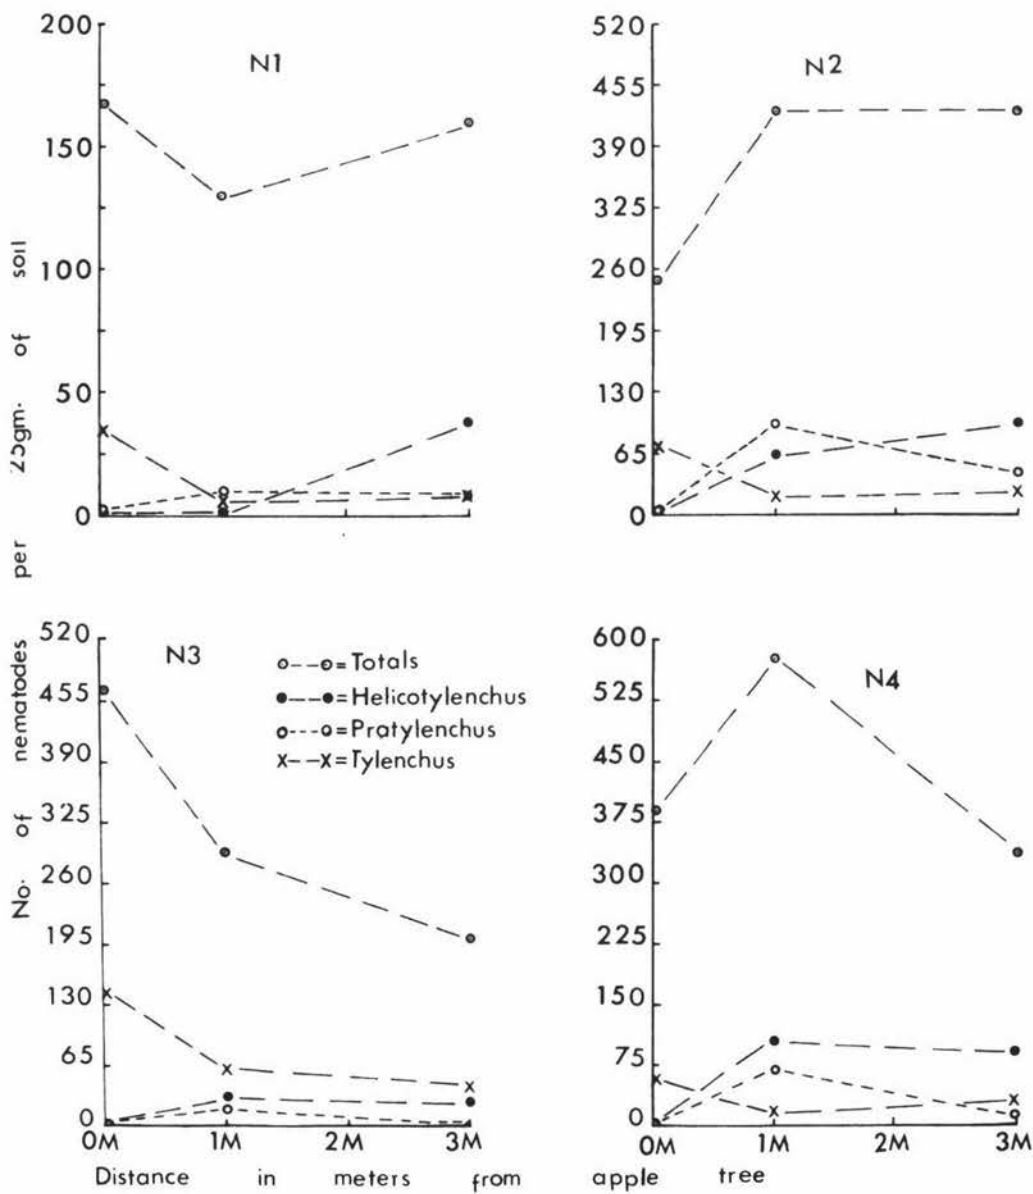 N1
200
150
100
50
0
N2
520
455
390
325
260
195
130
65
0
No. of nematodes per 25gm. of soil
N3
520
455
390
325
260
195
130
65
0
0M 1M 2M 3M
o--o=Totals
●--●=Helicotylenchus
o----o=Pratylenchus
x--x=Tylenchus
N4
600
525
450
375
300
225
150
75
0
0M 1M 2M 3M
Distance in meters from apple tree